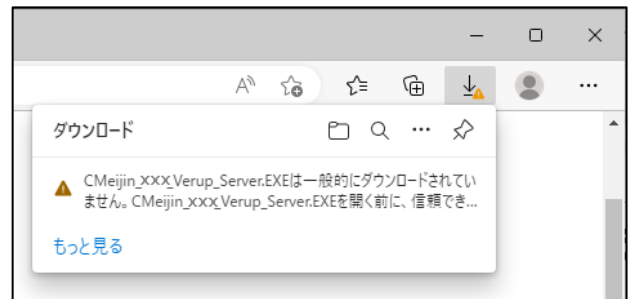 ダウンロード
CMeijin_xxx_Verup_Server.EXEは一般的にダウンロードされてい
ません。CMeijin_xxx_Verup_Server.EXEを開く前に、信頼でき...
もっと見る